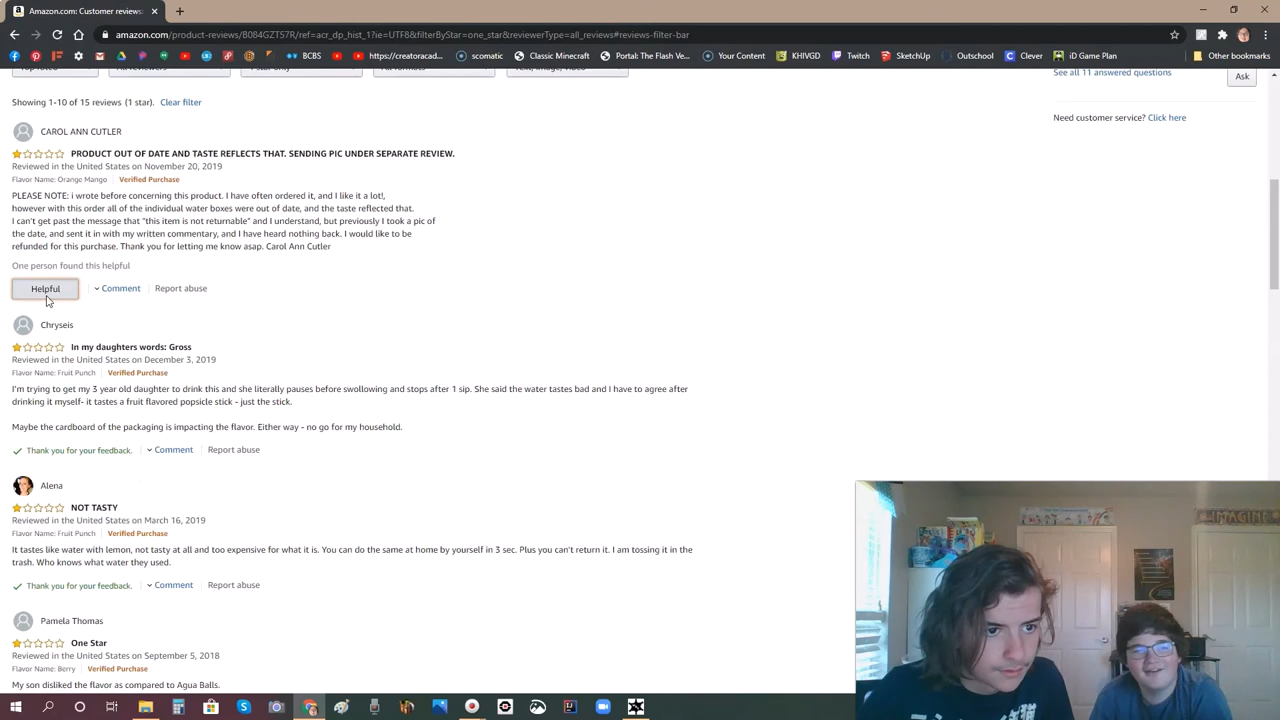 Amazon.com: Customer reviews
amazon.com/product-reviews/B084GZT57R/ref=acr_dp_hist_1?ie=UTF8&filterByStar=one_star&reviewerType=all_reviews#reviews-filter-bar
BCBS https://creatoracad... scomatic Objectships Portal: The Flash Ve... Your Content KHIVGD Twitch SketchUp Outschool Clever iD Game Plan Other bookmarks
See all 11 answered questions
Ask
Showing 1-10 of 15 reviews (1 star). Clear filter
Need customer service? Click here
CAROL ANN CUTLER
PRODUCT OUT OF DATE AND TASTE REFLECTS THAT. SENDING PIC UNDER SEPARATE REVIEW.
Reviewed in the United States on November 20, 2019
Flavor Name: Orange Mango Verified Purchase
PLEASE NOTE: i wrote before concerning this product. I have often ordered it, and I like it a lot!,
however with this order all of the individual water boxes were out of date, and the taste reflected that.
I can't get past the message that "this item is not returnable" and I understand, but previously I took a pic of
the date, and sent it in with my written commentary, and I have heard nothing back. I would like to be
refunded for this purchase. Thank you for letting me know asap. Carol Ann Cutler
One person found this helpful
Helpful Comment Report abuse
Chryseis
In my daughters words: Gross
Reviewed in the United States on December 3, 2019
Flavor Name: Fruit Punch Verified Purchase
I'm trying to get my 3 year old daughter to drink this and she literally pauses before swollowing and stops after 1 sip. She said the water tastes bad and I have to agree after
drinking it myself- it tastes a fruit flavored popsicle stick - just the stick.
Maybe the cardboard of the packaging is impacting the flavor. Either way - no go for my household.
Thank you for your feedback. Comment Report abuse
Alena
NOT TASTY
Reviewed in the United States on March 16, 2019
Flavor Name: Fruit Punch Verified Purchase
It tastes like water with lemon, not tasty at all and too expensive for what it is. You can do the same at home by yourself in 3 sec. Plus you can't return it. I am tossing it in the
trash. Who knows what water they used.
Thank you for your feedback. Comment Report abuse
Pamela Thomas
One Star
Reviewed in the United States on September 5, 2018
Flavor Name: Berry Verified Purchase
My son disliked the flavor as compared to Agua Balls.
IMAGINE